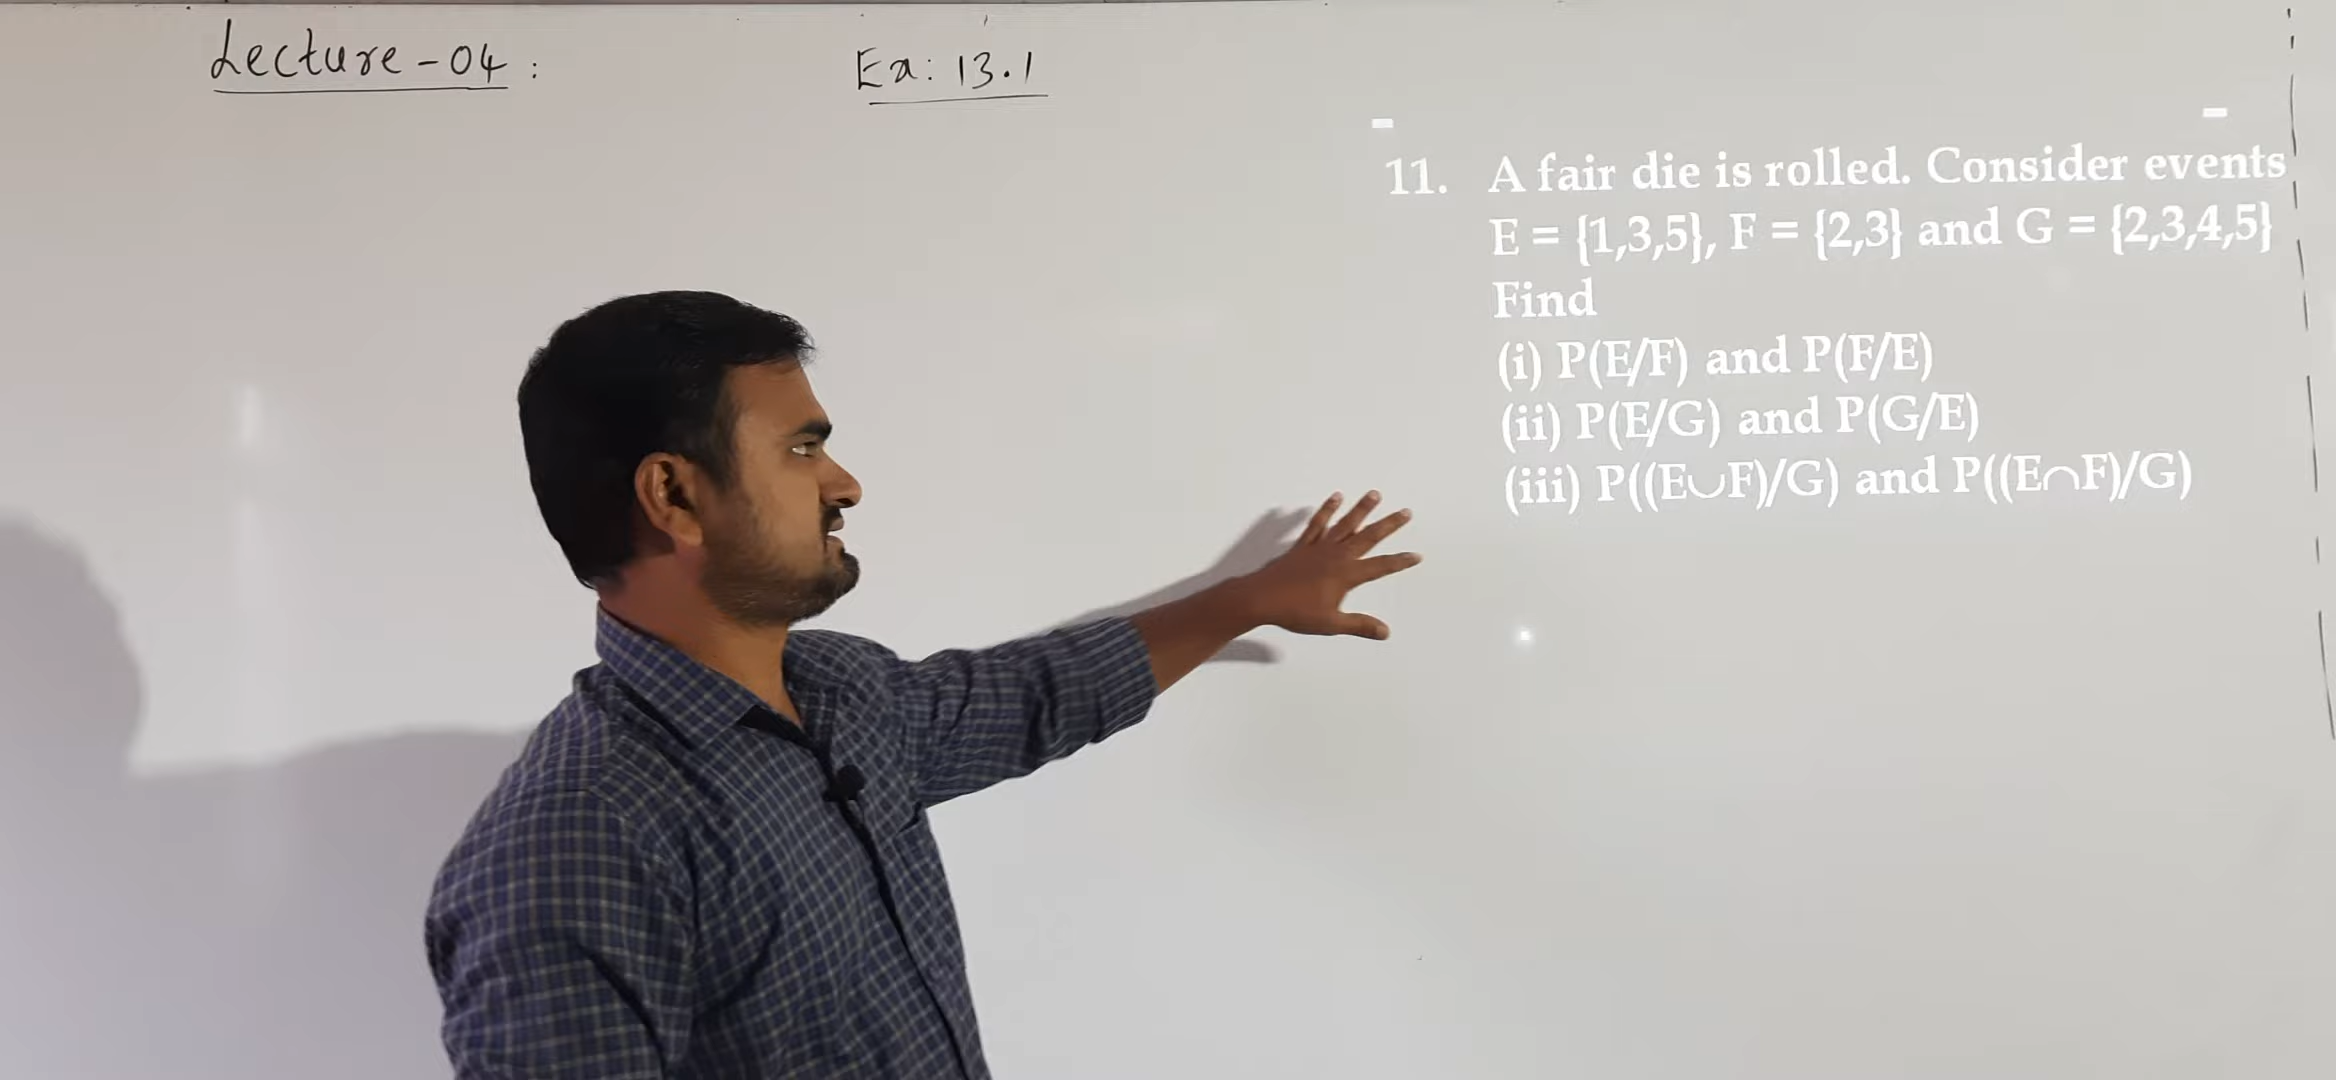 Lecture - 04 :
Ex: 13.1
11. A fair die is rolled. Consider events
E = {1,3,5}, F = {2,3} and G = {2,3,4,5}
Find
(i) P(E/F) and P(F/E)
(ii) P(E/G) and P(G/E)
(iii) P((E∪F)/G) and P((E∩F)/G)